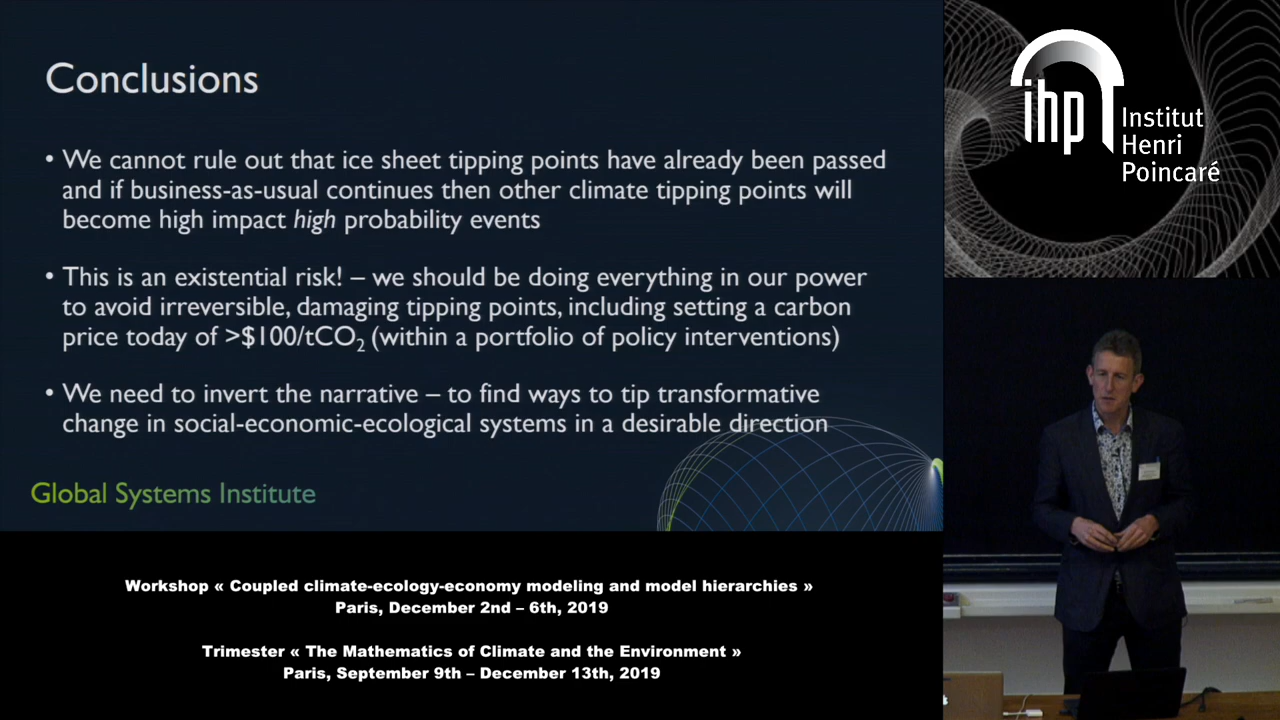 Conclusions
• We cannot rule out that ice sheet tipping points have already been passed
and if business-as-usual continues then other climate tipping points will
become high impact high probability events
• This is an existential risk! – we should be doing everything in our power
to avoid irreversible, damaging tipping points, including setting a carbon
price today of >$100/tCO₂ (within a portfolio of policy interventions)
• We need to invert the narrative – to find ways to tip transformative
change in social-economic-ecological systems in a desirable direction
Global Systems Institute
ihp
Institut
Henri
Poincaré
Workshop « Coupled climate-ecology-economy modeling and model hierarchies »
Paris, December 2nd – 6th, 2019
Trimester « The Mathematics of Climate and the Environment »
Paris, September 9th – December 13th, 2019